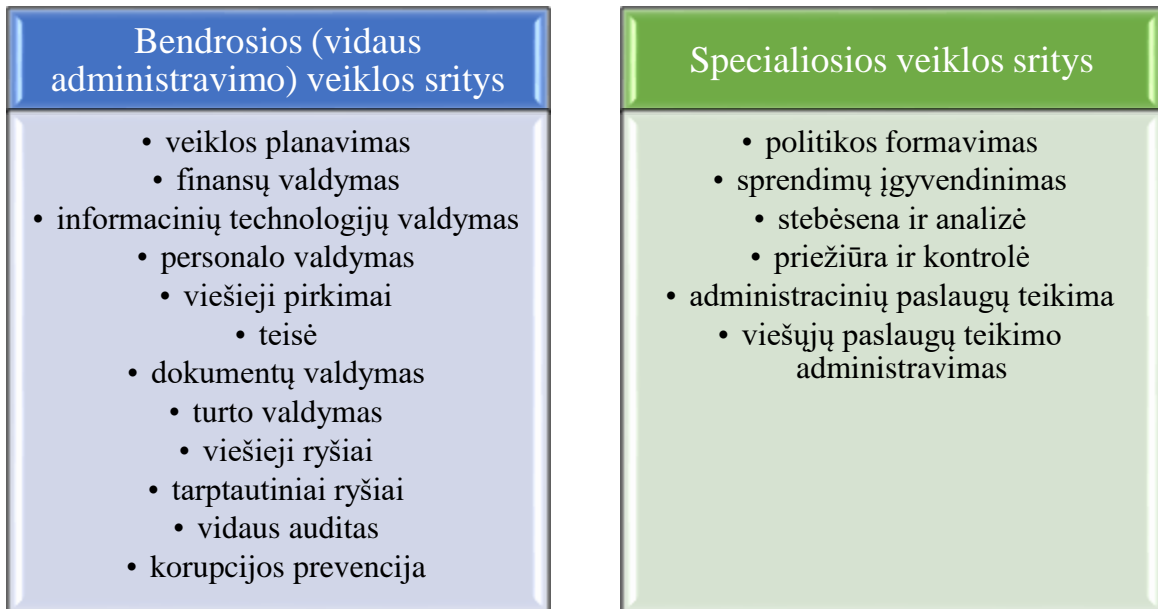 Bendrosios (vidaus
administravimo) veiklos sritys
• veiklos planavimas
• finansų valdymas
• informacinių technologijų valdymas
• personalo valdymas
• viešieji pirkimai
• teisė
• dokumentų valdymas
• turto valdymas
• viešieji ryšiai
• tarptautiniai ryšiai
• vidaus auditas
• korupcijos prevencija
Specialiosios veiklos sritys
• politikos formavimas
• sprendimų įgyvendinimas
• stebėsena ir analizė
• priežiūra ir kontrolė
• administracinių paslaugų teikima
• viešųjų paslaugų teikimo
administravimas